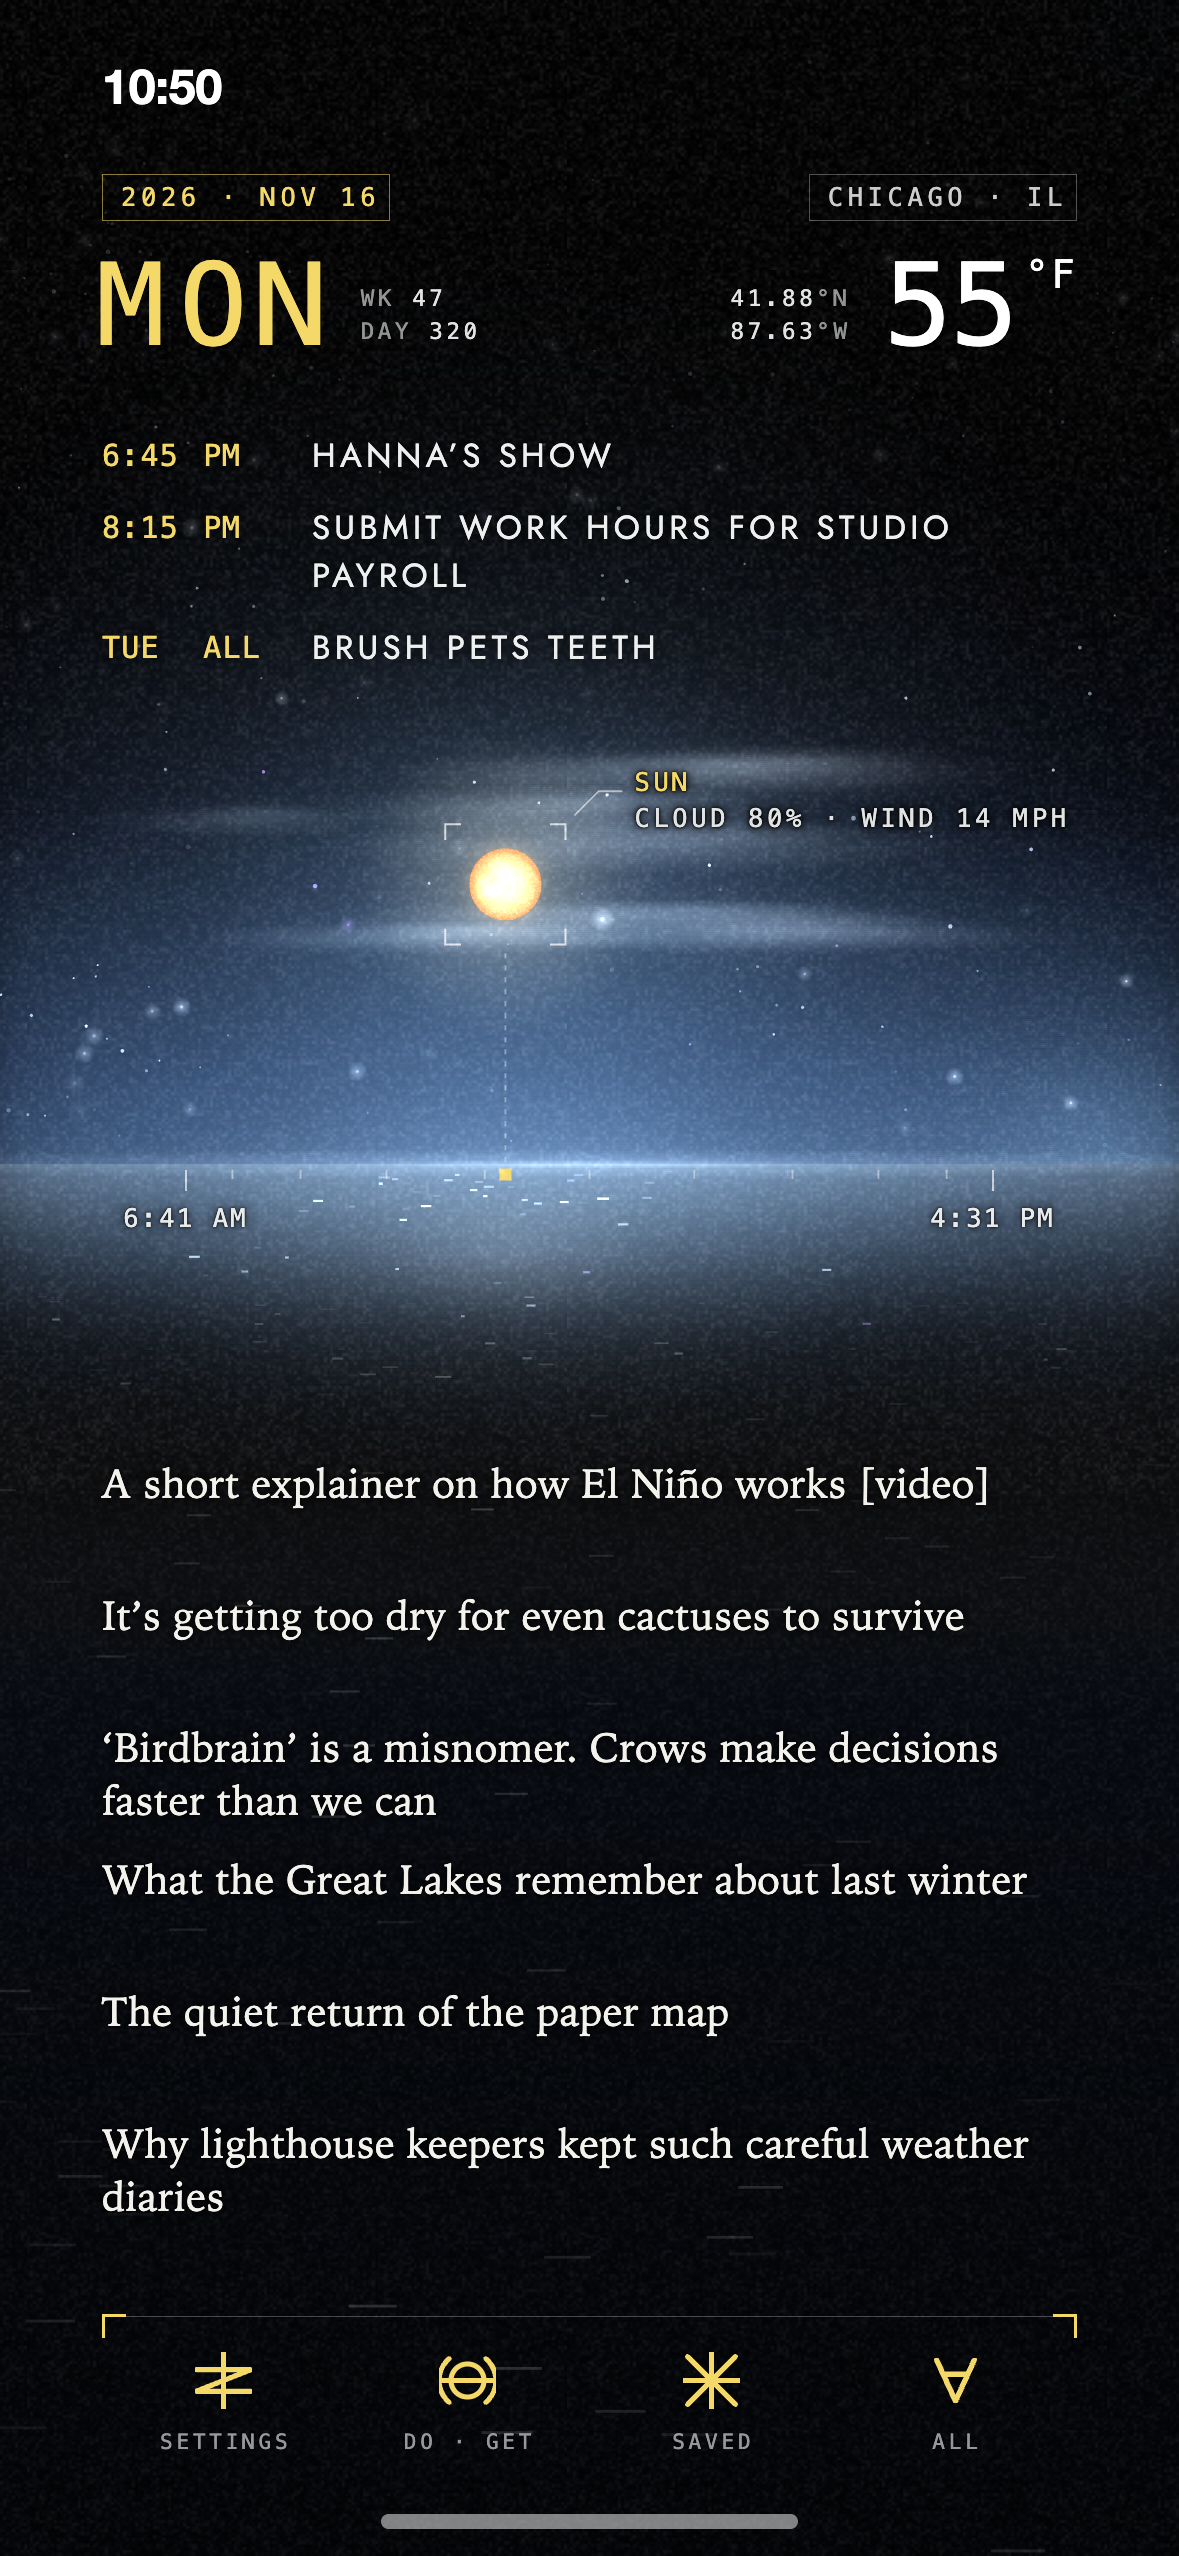 10:50
2026 · NOV 16
CHICAGO · IL
MON
WK 47
DAY 320
41.88°N
87.63°W
55°F
6:45 PM HANNA’S SHOW
8:15 PM SUBMIT WORK HOURS FOR STUDIO
PAYROLL
TUE ALL BRUSH PETS TEETH
SUN
CLOUD 80% · WIND 14 MPH
6:41 AM
4:31 PM
A short explainer on how El Niño works [video]
It’s getting too dry for even cactuses to survive
‘Birdbrain’ is a misnomer. Crows make decisions
faster than we can
What the Great Lakes remember about last winter
The quiet return of the paper map
Why lighthouse keepers kept such careful weather
diaries
SETTINGS
DO · GET
SAVED
ALL